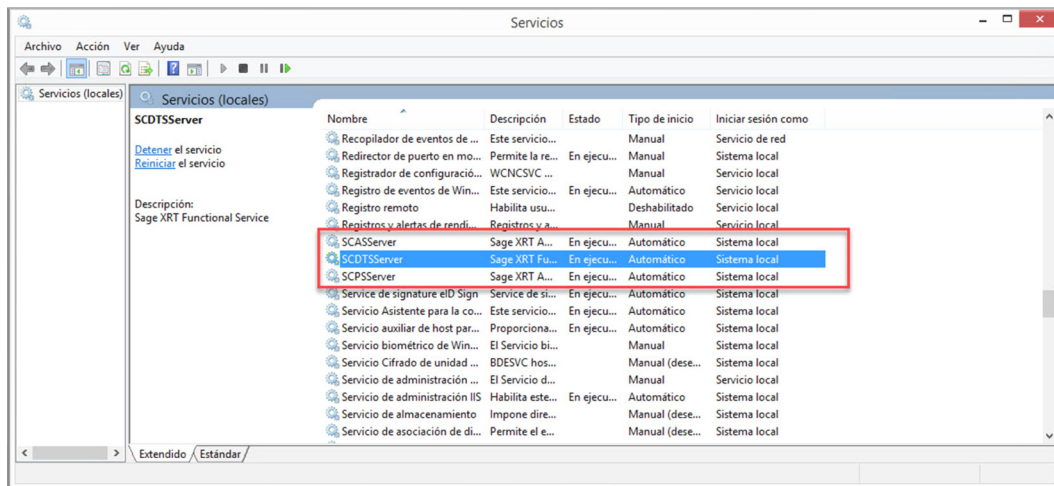 Servicios
Archivo Acción Ver Ayuda
Servicios (locales)
Servicios (locales)
SCDTSServer
Detener el servicio
Reiniciar el servicio
Descripción:
Sage XRT Functional Service
Nombre Descripción Estado Tipo de inicio Iniciar sesión como
Recopilador de eventos de ... Este servicio... Manual Servicio de red
Redirector de puerto en mo... Permite la re... En ejecu... Manual Sistema local
Registrador de configuració... WCNCSVC ... Manual Servicio local
Registro de eventos de Win... Este servicio... En ejecu... Automático Servicio local
Registro remoto Habilita usu... Deshabilitado Servicio local
Registros y alertas de rendi... Registros y a... Manual Servicio local
SCASServer Sage XRT A... En ejecu... Automático Sistema local
SCDTSServer Sage XRT Fu... En ejecu... Automático Sistema local
SCPSServer Sage XRT A... En ejecu... Automático Sistema local
Service de signature eID Sign Service de si... En ejecu... Automático Sistema local
Servicio Asistente para la co... Este servicio... En ejecu... Automático Sistema local
Servicio auxiliar de host par... Proporciona... En ejecu... Automático Sistema local
Servicio biométrico de Win... El Servicio bi... Manual Sistema local
Servicio Cifrado de unidad ... BDESVC hos... Manual (dese... Sistema local
Servicio de administración ... El Servicio d... Manual Servicio local
Servicio de administración IIS Habilita este... En ejecu... Automático Sistema local
Servicio de almacenamiento Impone dire... Manual (dese... Sistema local
Servicio de asociación de di... Permite el e... Manual (dese... Sistema local
Extendido Estándar